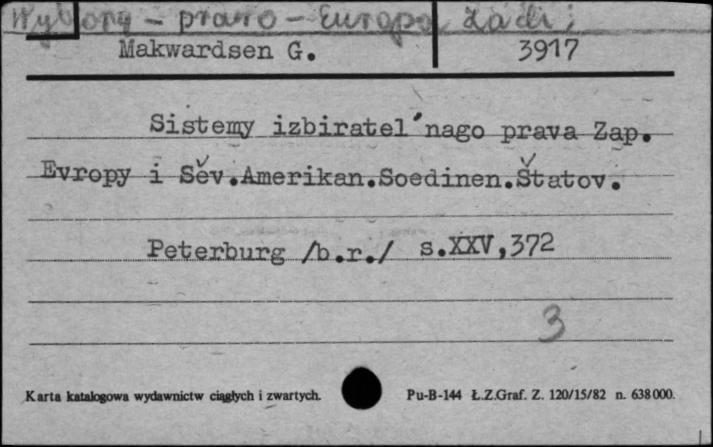 Wybory - prawo - Europa Zach;
Makwardsen G. 3917
Sistemy izbiratel'nago prava Zap.
Evropy i Sěv.Amerikan.Soedinen.Štatov.
Peterburg /b.r./ s.XXV,372
3
Karta katalogowa wydawnictw ciągłych i zwartych. Pu-B-144 Ł.Z.Graf. Z. 120/15/82 n. 638000.